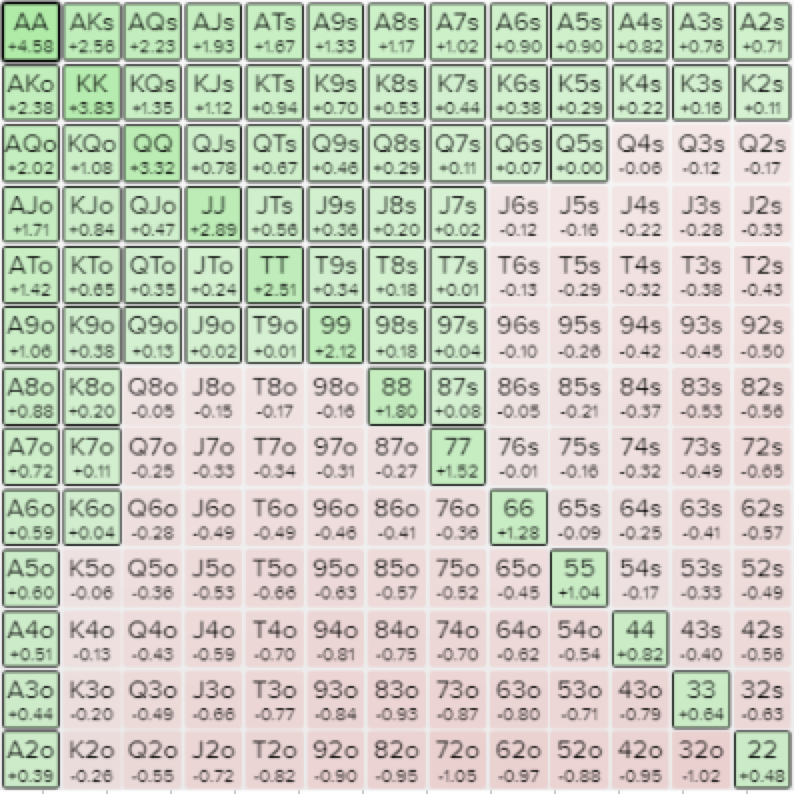 AA AKs AQs AJs ATs A9s A8s A7s A6s A5s A4s A3s A2s
+4.58 +2.56 +2.23 +1.93 +1.67 +1.33 +1.17 +1.02 +0.90 +0.90 +0.82 +0.76 +0.71
AKo KK KQs KJs KTs K9s K8s K7s K6s K5s K4s K3s K2s
+2.38 +3.83 +1.35 +1.12 +0.94 +0.70 +0.53 +0.44 +0.38 +0.29 +0.22 +0.16 +0.11
AQo KQo QQ QJs QTs Q9s Q8s Q7s Q6s Q5s Q4s Q3s Q2s
+2.02 +1.08 +3.32 +0.78 +0.67 +0.46 +0.29 +0.11 +0.07 +0.00 -0.06 -0.12 -0.17
AJo KJo QJo JJ JTs J9s J8s J7s J6s J5s J4s J3s J2s
+1.71 +0.84 +0.47 +2.89 +0.56 +0.36 +0.20 +0.02 -0.12 -0.16 -0.22 -0.28 -0.33
ATo KTo QTo JTo TT T9s T8s T7s T6s T5s T4s T3s T2s
+1.42 +0.65 +0.35 +0.24 +2.51 +0.34 +0.18 +0.01 -0.13 -0.29 -0.32 -0.38 -0.43
A9o K9o Q9o J9o T9o 99 98s 97s 96s 95s 94s 93s 92s
+1.06 +0.38 +0.13 +0.02 +0.01 +2.12 +0.18 +0.04 -0.10 -0.26 -0.42 -0.45 -0.50
A8o K8o Q8o J8o T8o 98o 88 87s 86s 85s 84s 83s 82s
+0.88 +0.20 -0.05 -0.15 -0.17 -0.16 +1.80 +0.08 -0.05 -0.21 -0.37 -0.53 -0.56
A7o K7o Q7o J7o T7o 97o 87o 77 76s 75s 74s 73s 72s
+0.72 +0.11 -0.25 -0.33 -0.34 -0.31 -0.27 +1.52 -0.01 -0.16 -0.32 -0.49 -0.65
A6o K6o Q6o J6o T6o 96o 86o 76o 66 65s 64s 63s 62s
+0.59 +0.04 -0.28 -0.49 -0.49 -0.46 -0.41 -0.36 +1.28 -0.09 -0.25 -0.41 -0.57
A5o K5o Q5o J5o T5o 95o 85o 75o 65o 55 54s 53s 52s
+0.60 -0.06 -0.36 -0.53 -0.66 -0.63 -0.57 -0.52 -0.45 +1.04 -0.17 -0.33 -0.49
A4o K4o Q4o J4o T4o 94o 84o 74o 64o 54o 44 43s 42s
+0.51 -0.13 -0.43 -0.59 -0.70 -0.81 -0.75 -0.70 -0.62 -0.54 +0.82 -0.40 -0.56
A3o K3o Q3o J3o T3o 93o 83o 73o 63o 53o 43o 33 32s
+0.44 -0.20 -0.49 -0.66 -0.77 -0.84 -0.93 -0.87 -0.80 -0.71 -0.79 +0.64 -0.63
A2o K2o Q2o J2o T2o 92o 82o 72o 62o 52o 42o 32o 22
+0.39 -0.26 -0.55 -0.72 -0.82 -0.90 -0.95 -1.05 -0.97 -0.88 -0.95 -1.02 +0.48